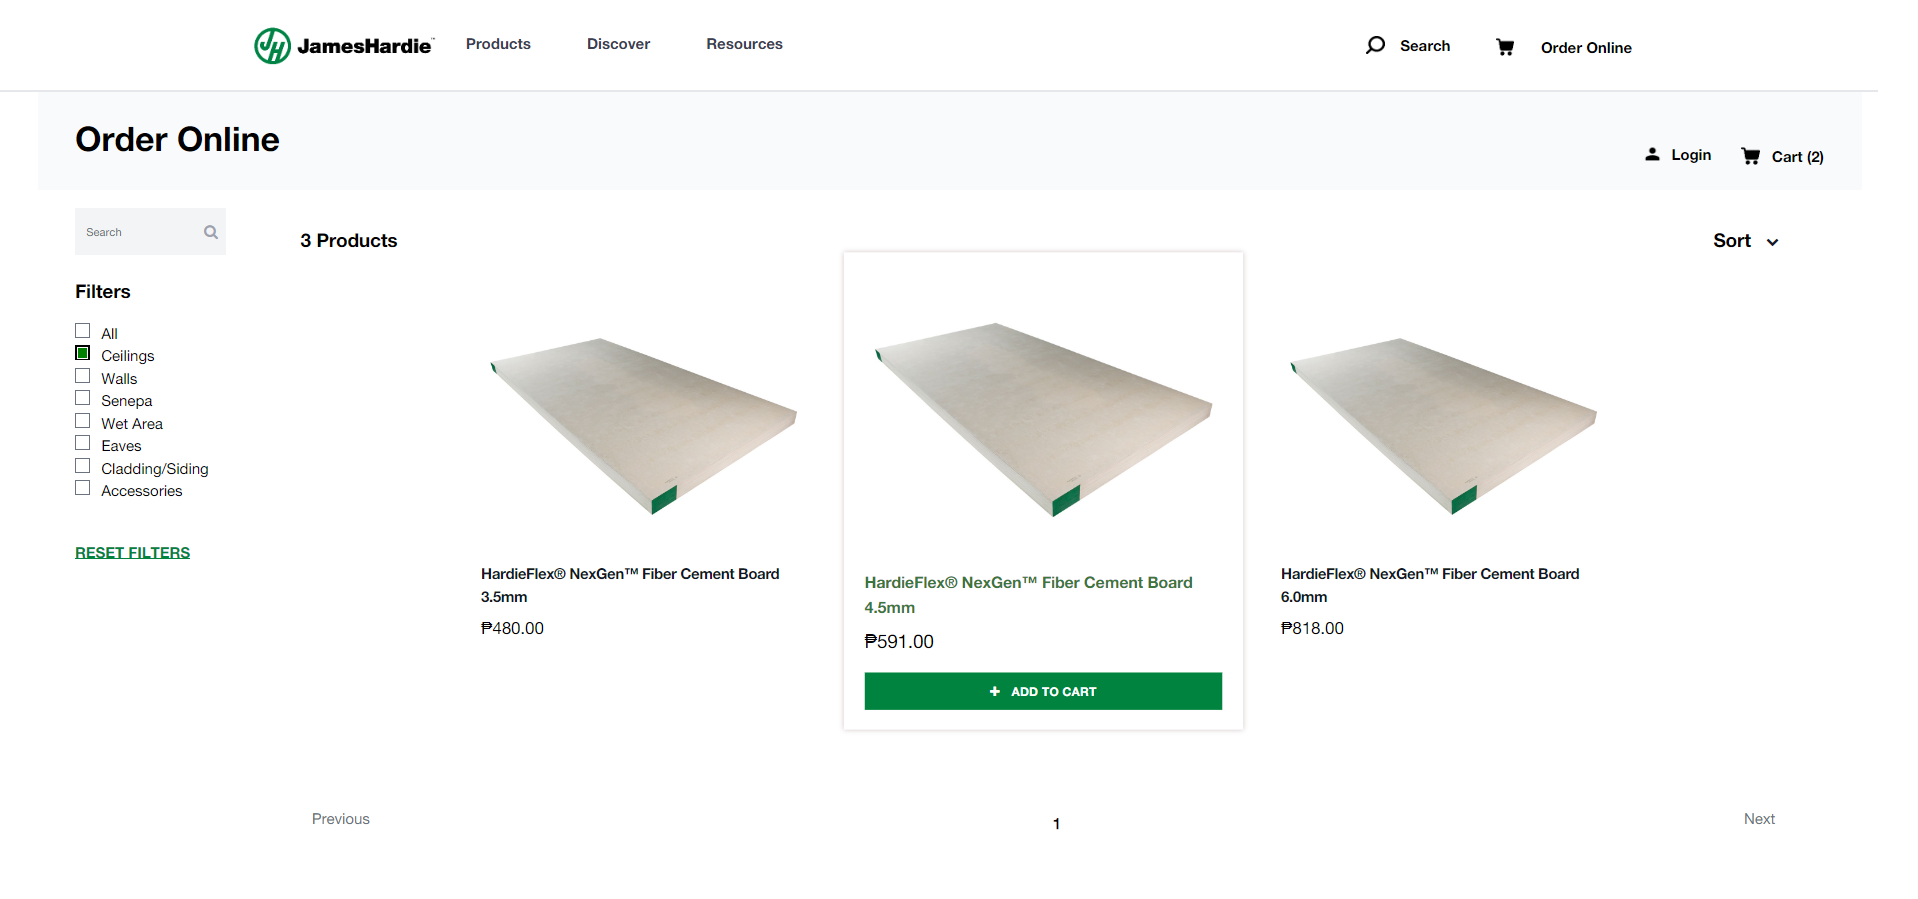 JamesHardie™ Products Discover Resources Search Order Online
Order Online
Login Cart (2)
Search
3 Products
Sort
Filters
All
Ceilings
Walls
Senepa
Wet Area
Eaves
Cladding/Siding
Accessories
RESET FILTERS
HardieFlex® NexGen™ Fiber Cement Board
3.5mm
₱480.00
HardieFlex® NexGen™ Fiber Cement Board
4.5mm
₱591.00
+ ADD TO CART
HardieFlex® NexGen™ Fiber Cement Board
6.0mm
₱818.00
Previous 1 Next